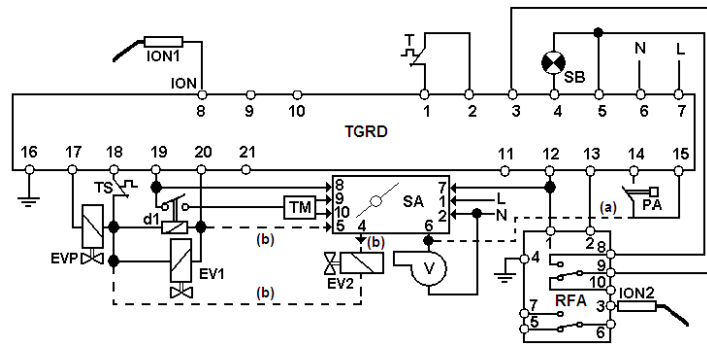 ION1
ION
T
SB
N
L
8
9
10
1
2
3
4
5
6
7
TGRD
16
17
18
19
20
21
11
12
13
14
15
TS
d1
TM
8
9
10
5
4
SA
7
1
2
6
L
N
(a)
PA
(b)
(b)
(b)
EVP
EV1
EV2
V
1
2
4
8
9
10
RFA
3
ION2
7
5
6